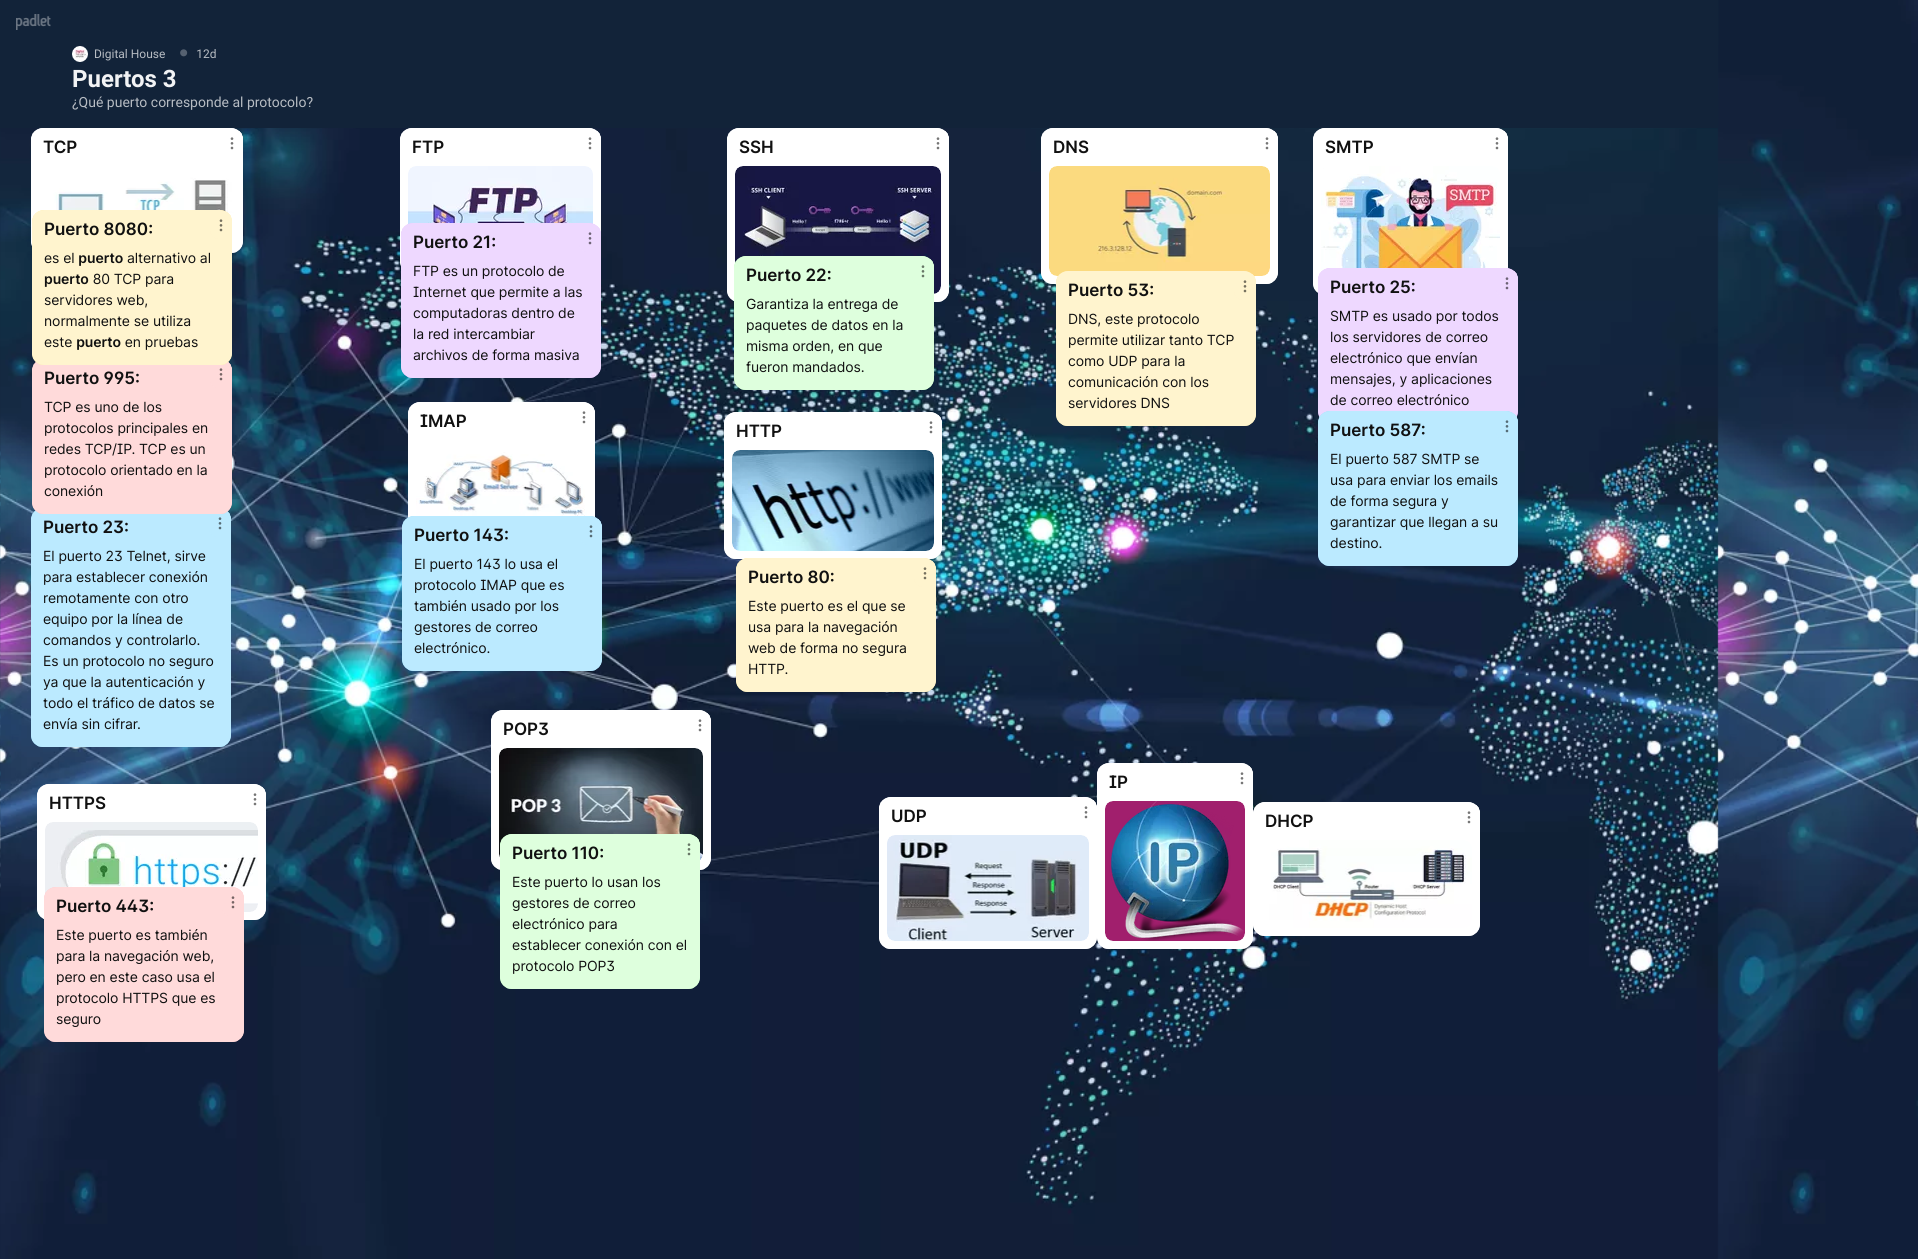 padlet
Digital House • 12d
Puertos 3
¿Qué puerto corresponde al protocolo?
TCP
TCP
Puerto 8080:
es el puerto alternativo al
puerto 80 TCP para
servidores web,
normalmente se utiliza
este puerto en pruebas
Puerto 995:
TCP es uno de los
protocolos principales en
redes TCP/IP. TCP es un
protocolo orientado en la
conexión
Puerto 23:
El puerto 23 Telnet, sirve
para establecer conexión
remotamente con otro
equipo por la línea de
comandos y controlarlo.
Es un protocolo no seguro
ya que la autenticación y
todo el tráfico de datos se
envía sin cifrar.
HTTPS
https://
Puerto 443:
Este puerto es también
para la navegación web,
pero en este caso usa el
protocolo HTTPS que es
seguro
FTP
FTP
Puerto 21:
FTP es un protocolo de
Internet que permite a las
computadoras dentro de
la red intercambiar
archivos de forma masiva
IMAP
Email Server
Desktop PC
Desktop PC
Puerto 143:
El puerto 143 lo usa el
protocolo IMAP que es
también usado por los
gestores de correo
electrónico.
POP3
POP 3
Puerto 110:
Este puerto lo usan los
gestores de correo
electrónico para
establecer conexión con el
protocolo POP3
SSH
SSH CLIENT
SSH SERVER
Hello !
Hello !
Puerto 22:
Garantiza la entrega de
paquetes de datos en la
misma orden, en que
fueron mandados.
HTTP
http://www
Puerto 80:
Este puerto es el que se
usa para la navegación
web de forma no segura
HTTP.
DNS
domain.com
216.3.128.12
Puerto 53:
DNS, este protocolo
permite utilizar tanto TCP
como UDP para la
comunicación con los
servidores DNS
SMTP
SMTP
Puerto 25:
SMTP es usado por todos
los servidores de correo
electrónico que envían
mensajes, y aplicaciones
de correo electrónico
Puerto 587:
El puerto 587 SMTP se
usa para enviar los emails
de forma segura y
garantizar que llegan a su
destino.
UDP
UDP
Request
Response
Response
Client
Server
IP
IP
DHCP
DHCP Client
Router
DHCP Server
DHCP
Dynamic Host
Configuration Protocol